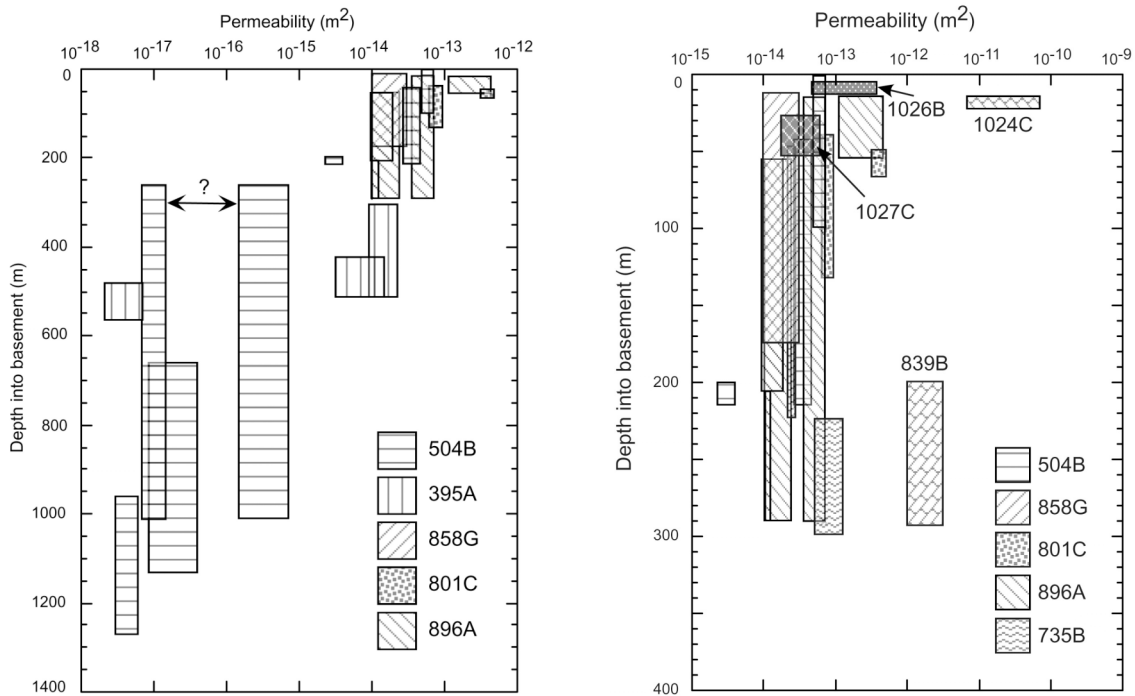 Permeability (m²)
10⁻¹⁸ 10⁻¹⁷ 10⁻¹⁶ 10⁻¹⁵ 10⁻¹⁴ 10⁻¹³ 10⁻¹²
0
200
400
600
800
1000
1200
1400
Depth into basement (m)
?
504B
395A
858G
801C
896A
Permeability (m²)
10⁻¹⁵ 10⁻¹⁴ 10⁻¹³ 10⁻¹² 10⁻¹¹ 10⁻¹⁰ 10⁻⁹
0
100
200
300
400
Depth into basement (m)
1026B
1024C
1027C
839B
504B
858G
801C
896A
735B